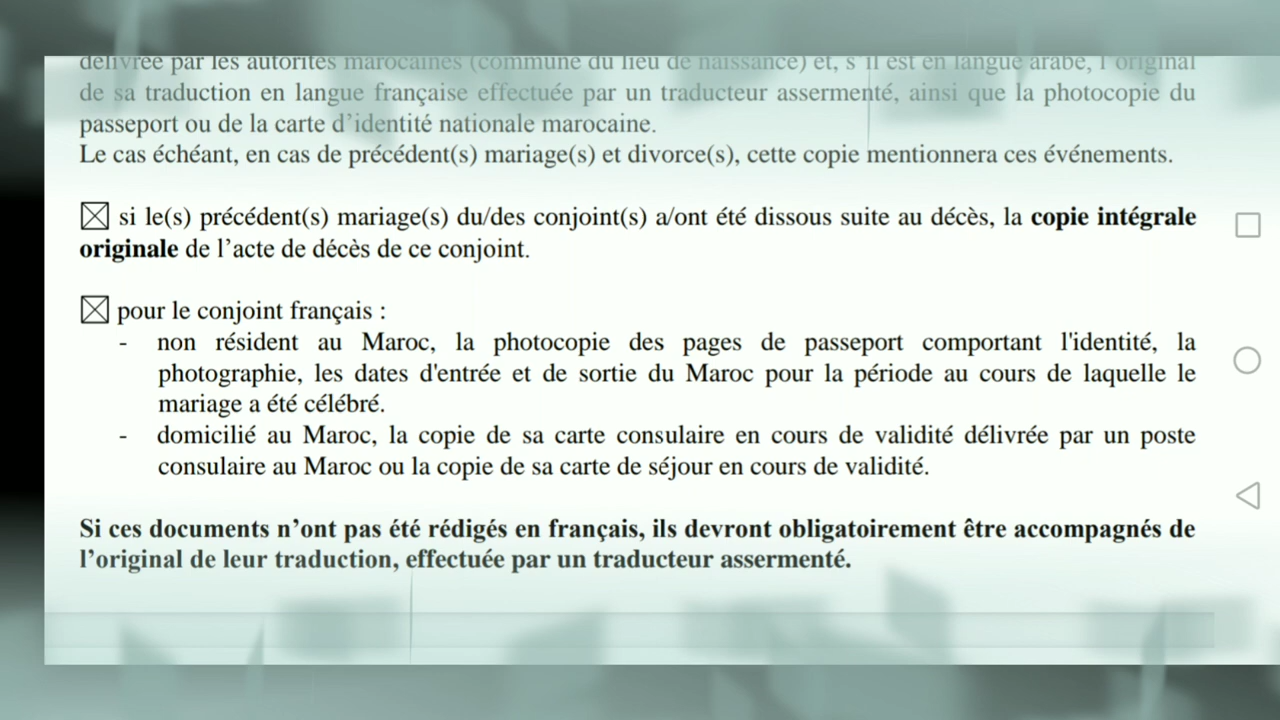 délivrée par les autorités marocaines (commune du lieu de naissance) et, s'il est en langue arabe, l'original
de sa traduction en langue française effectuée par un traducteur assermenté, ainsi que la photocopie du
passeport ou de la carte d'identité nationale marocaine.
Le cas échéant, en cas de précédent(s) mariage(s) et divorce(s), cette copie mentionnera ces événements.
☒ si le(s) précédent(s) mariage(s) du/des conjoint(s) a/ont été dissous suite au décès, la copie intégrale
originale de l'acte de décès de ce conjoint.
☒ pour le conjoint français :
- non résident au Maroc, la photocopie des pages de passeport comportant l'identité, la
photographie, les dates d'entrée et de sortie du Maroc pour la période au cours de laquelle le
mariage a été célébré.
- domicilié au Maroc, la copie de sa carte consulaire en cours de validité délivrée par un poste
consulaire au Maroc ou la copie de sa carte de séjour en cours de validité.
Si ces documents n'ont pas été rédigés en français, ils devront obligatoirement être accompagnés de
l'original de leur traduction, effectuée par un traducteur assermenté.